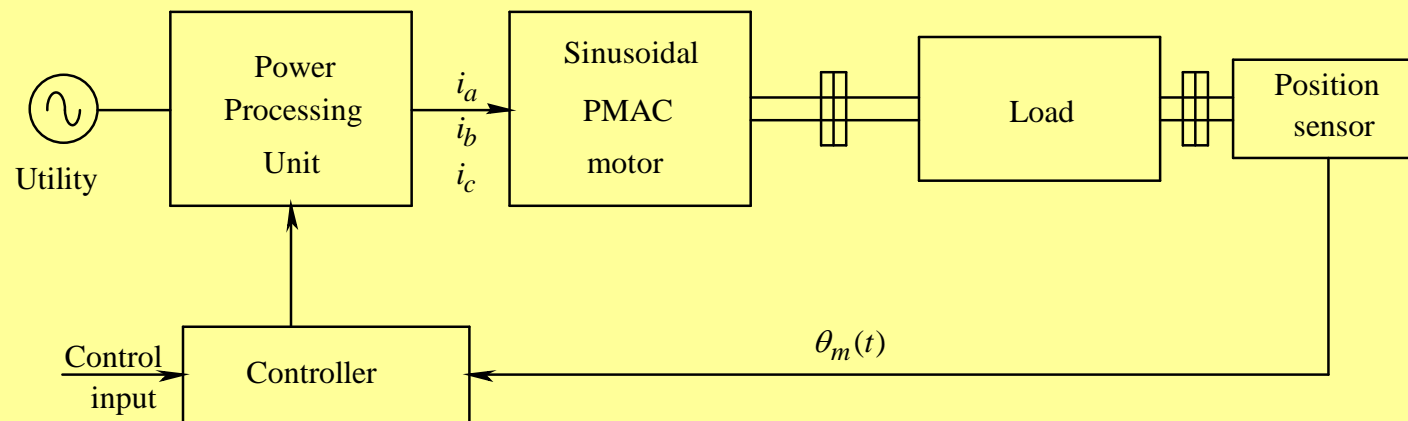 Utility
Power
Processing
Unit
i_a
i_b
i_c
Sinusoidal
PMAC
motor
Load
Position
sensor
Control
input
Controller
θ_m(t)